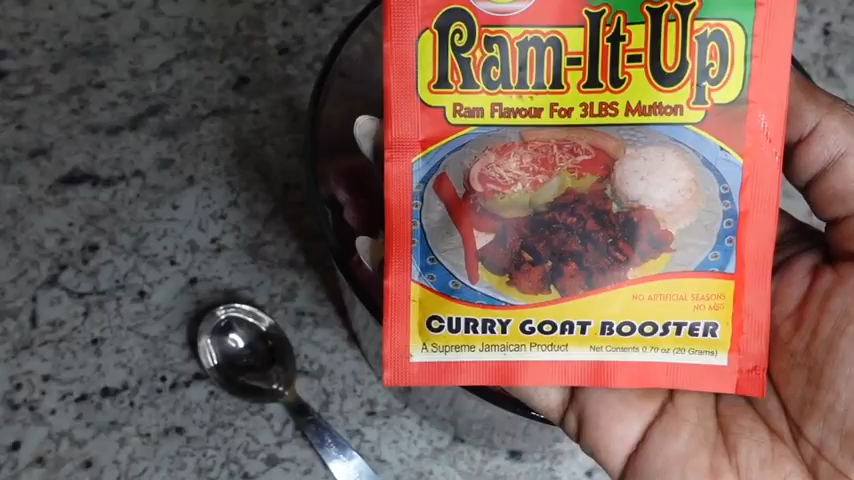 Ram-It-Up
Ram Flavour For 3LBS Mutton
NO ARTIFICIAL SEASONS
NO MSG
CURRY GOAT BOOSTER
A Supreme Jamaican Product
Net Contents 0.70 oz (20 Grams)